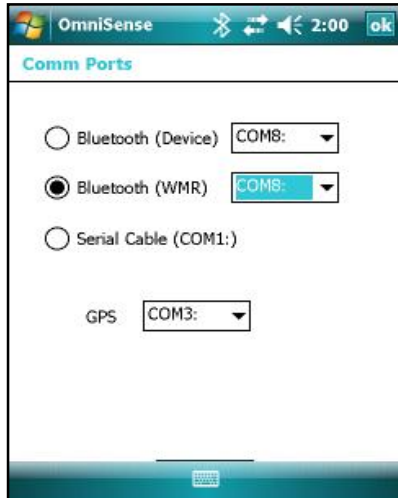 OmniSense 2:00 ok
Comm Ports
Bluetooth (Device) COM8:
Bluetooth (WMR) COM8:
Serial Cable (COM1:)
GPS COM3: